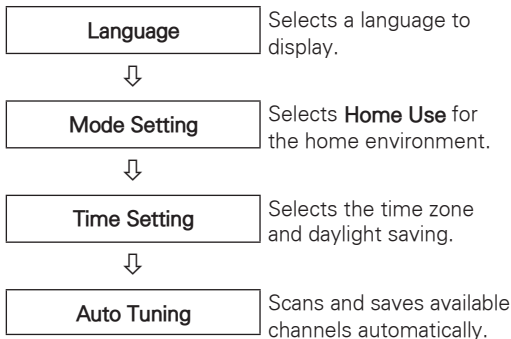 Language
Selects a language to
display.
Mode Setting
Selects Home Use for
the home environment.
Time Setting
Selects the time zone
and daylight saving.
Auto Tuning
Scans and saves available
channels automatically.